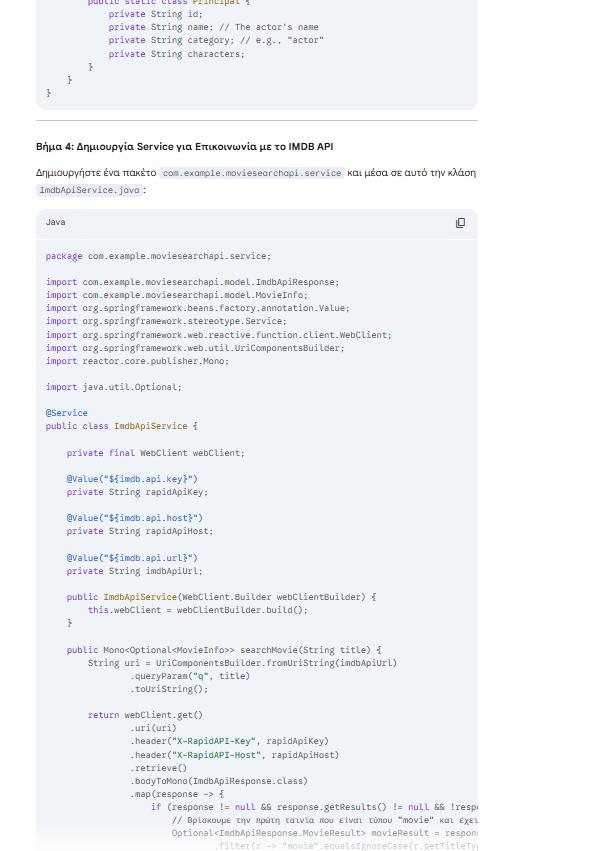 public static class Principal {
private String id;
private String name; // The actor's name
private String category; // e.g., "actor"
private String characters;
}
}
}
Βήμα 4: Δημιουργία Service για Επικοινωνία με το IMDB API
Δημιουργήστε ένα πακέτο com.example.moviesearchapi.service και μέσα σε αυτό την κλάση
ImdbApiService.java:
Java
package com.example.moviesearchapi.service;
import com.example.moviesearchapi.model.ImdbApiResponse;
import com.example.moviesearchapi.model.MovieInfo;
import org.springframework.beans.factory.annotation.Value;
import org.springframework.stereotype.Service;
import org.springframework.web.reactive.function.client.WebClient;
import org.springframework.web.util.UriComponentsBuilder;
import reactor.core.publisher.Mono;
import java.util.Optional;
@Service
public class ImdbApiService {
private final WebClient webClient;
@Value("${imdb.api.key}")
private String rapidApiKey;
@Value("${imdb.api.host}")
private String rapidApiHost;
@Value("${imdb.api.url}")
private String imdbApiUrl;
public ImdbApiService(WebClient.Builder webClientBuilder) {
this.webClient = webClientBuilder.build();
}
public Mono<Optional<MovieInfo>> searchMovie(String title) {
String uri = UriComponentsBuilder.fromUriString(imdbApiUrl)
.queryParam("q", title)
.toUriString();
return webClient.get()
.uri(uri)
.header("X-RapidAPI-Key", rapidApiKey)
.header("X-RapidAPI-Host", rapidApiHost)
.retrieve()
.bodyToMono(ImdbApiResponse.class)
.map(response -> {
if (response != null && response.getResults() != null && !resp
// Βρίσκουμε την πρώτη ταινία που είναι τύπου "movie" και έχει
Optional<ImdbApiResponse.MovieResult> movieResult = respon
.filter(r -> "movie".equalsIgnoreCase(r.getTitleTy